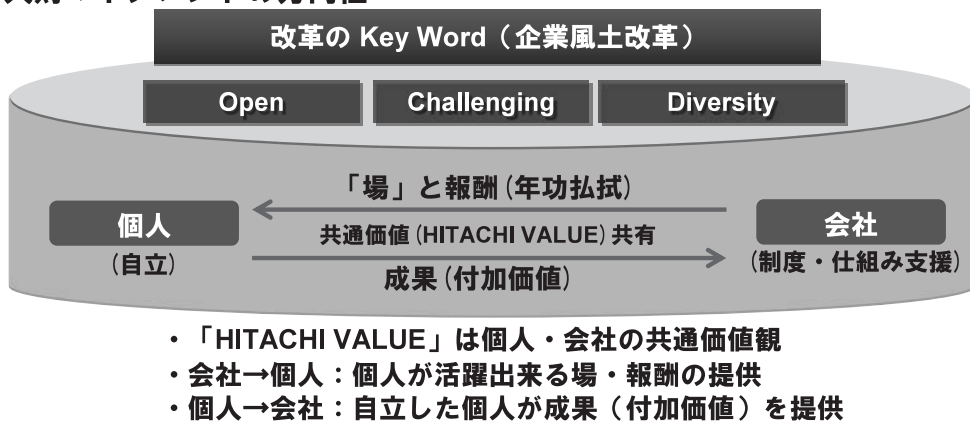 改革の Key Word（企業風土改革）
Open Challenging Diversity
「場」と報酬(年功払拭)
個人
共通価値(HITACHI VALUE)共有
会社
(自立)
成果(付加価値)
(制度・仕組み支援)
・「HITACHI VALUE」は個人・会社の共通価値観
・会社→個人：個人が活躍出来る場・報酬の提供
・個人→会社：自立した個人が成果（付加価値）を提供